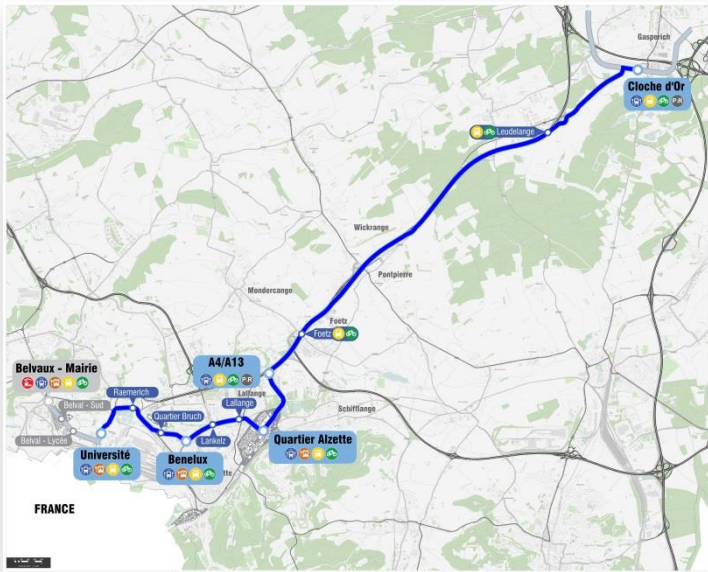 Gasperich
Cloche d'Or
P.R
Leudelange
Wickrange
Pontpierre
Mondercange
Foetz
Foetz
A4/A13
P.R
Belvaux - Mairie
Lallange
Raemerich
Belval - Sud
Lallange
Schifflange
Quartier Bruch
Belval - Lycée
Lankelz
Quartier Alzette
Université
Benelux
FRANCE